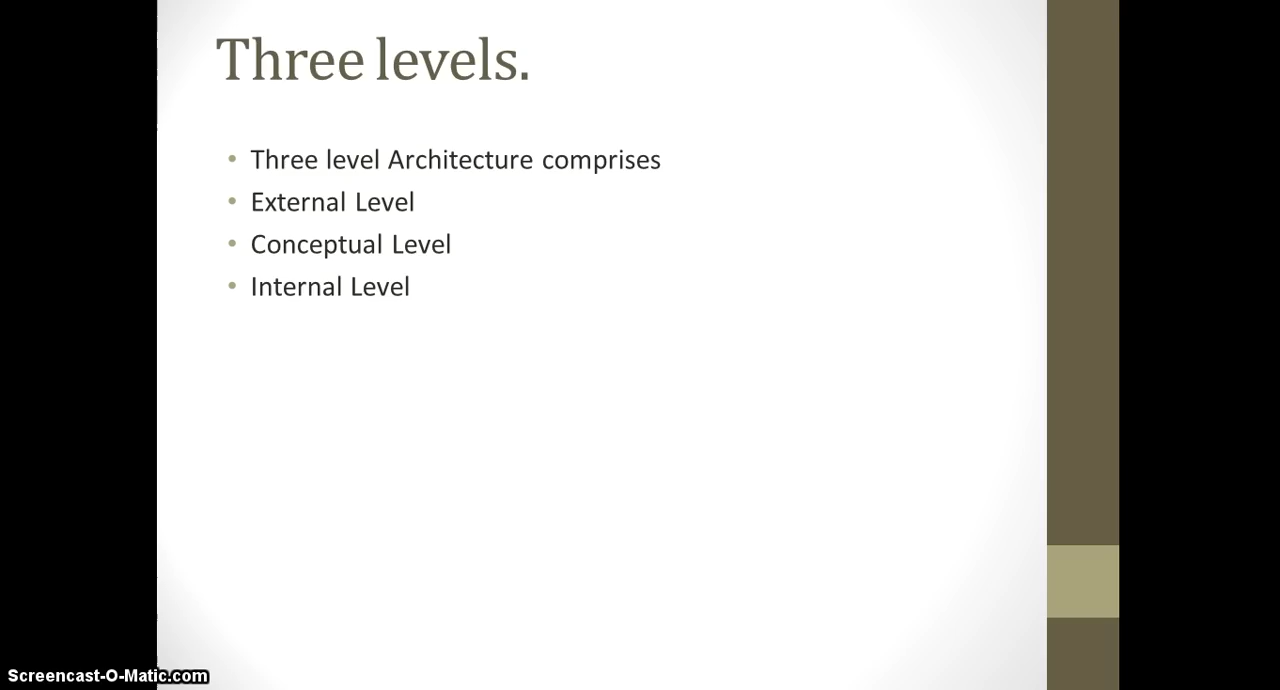 Three levels.
• Three level Architecture comprises
• External Level
• Conceptual Level
• Internal Level
Screencast-O-Matic.com